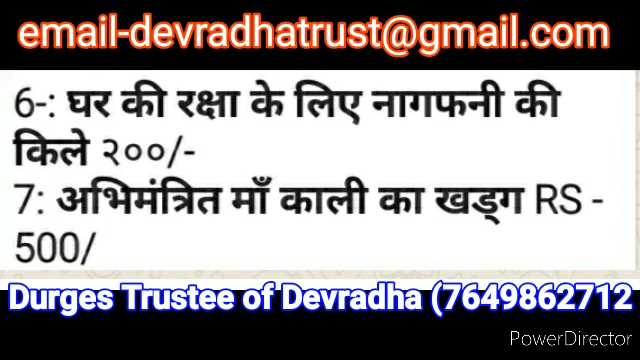 email-devradhatrust@gmail.com
6-: घर की रक्षा के लिए नागफनी की
किले २००/-
7: अभिमंत्रित माँ काली का खड्ग RS -
500/
Durges Trustee of Devradha (7649862712
PowerDirector